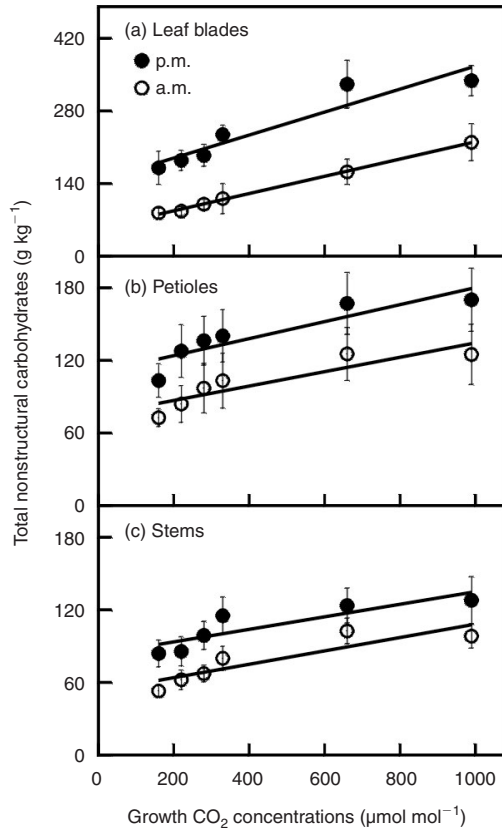 (a) Leaf blades
p.m.
a.m.
420
280
140
0
(b) Petioles
180
120
60
0
(c) Stems
180
120
60
0
0 200 400 600 800 1000
Growth CO₂ concentrations (μmol mol⁻¹)
Total nonstructural carbohydrates (g kg⁻¹)